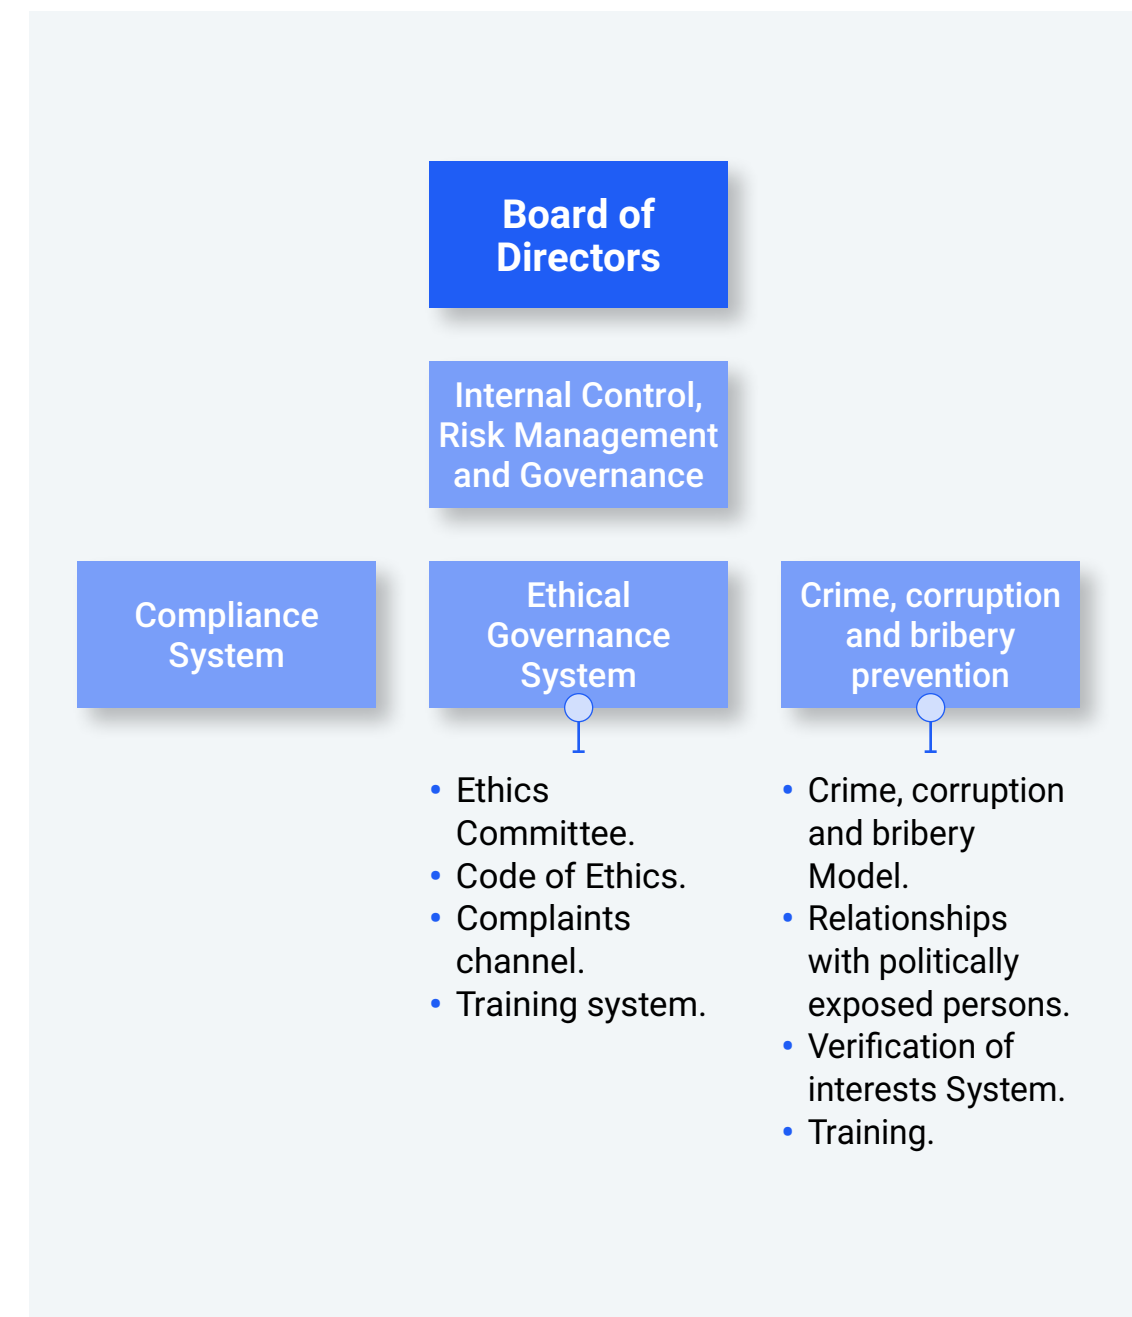 Board of
Directors
Internal Control,
Risk Management
and Governance
Compliance
System
Ethical
Governance
System
Crime, corruption
and bribery
prevention
• Ethics
Committee.
• Code of Ethics.
• Complaints
channel.
• Training system.
• Crime, corruption
and bribery
Model.
• Relationships
with politically
exposed persons.
• Verification of
interests System.
• Training.